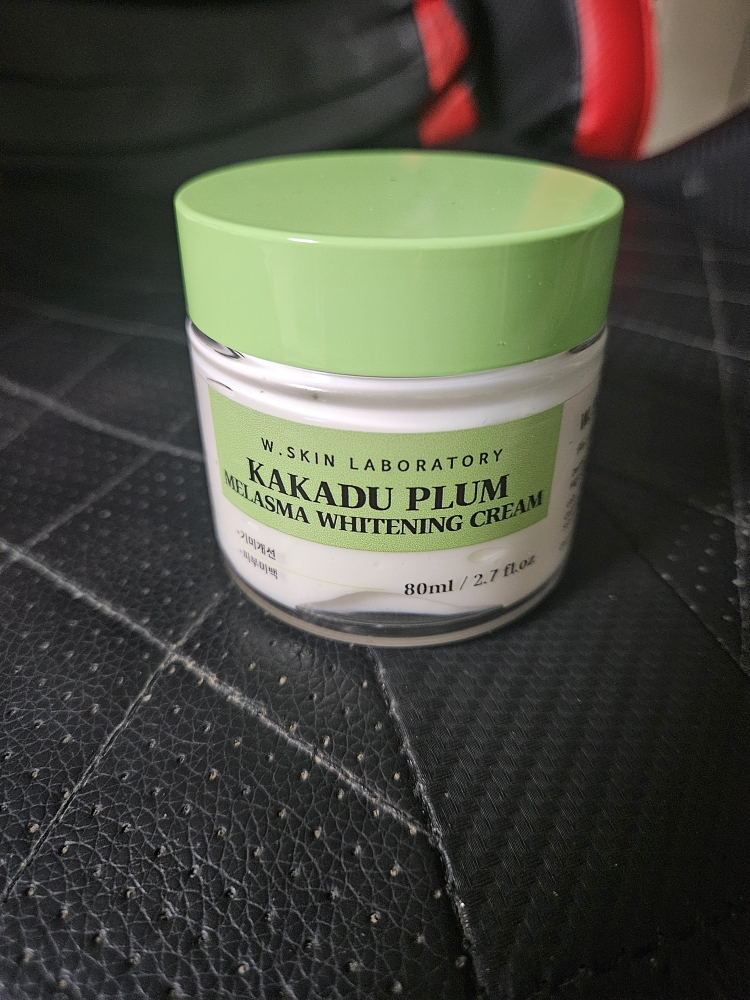 W.SKIN LABORATORY
KAKADU PLUM
MELASMA WHITENING CREAM
-기미개선
-피부미백
80ml / 2.7 fl.oz